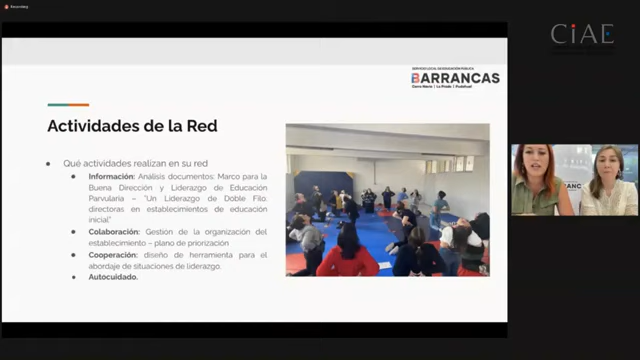 Recording
CIAE
SERVICIO LOCAL DE EDUCACIÓN PÚBLICA
BARRANCAS
Cerro Navia | Lo Prado | Pudahuel
Actividades de la Red
Qué actividades realizan en su red
Información: Análisis documentos: Marco para la
Buena Dirección y Liderazgo de Educación
Parvularia – "Un Liderazgo de Doble Filo:
directoras en establecimientos de educación
inicial"
Colaboración: Gestión de la organización del
establecimiento – plano de priorización
Cooperación: diseño de herramienta para el
abordaje de situaciones de liderazgo.
Autocuidado.